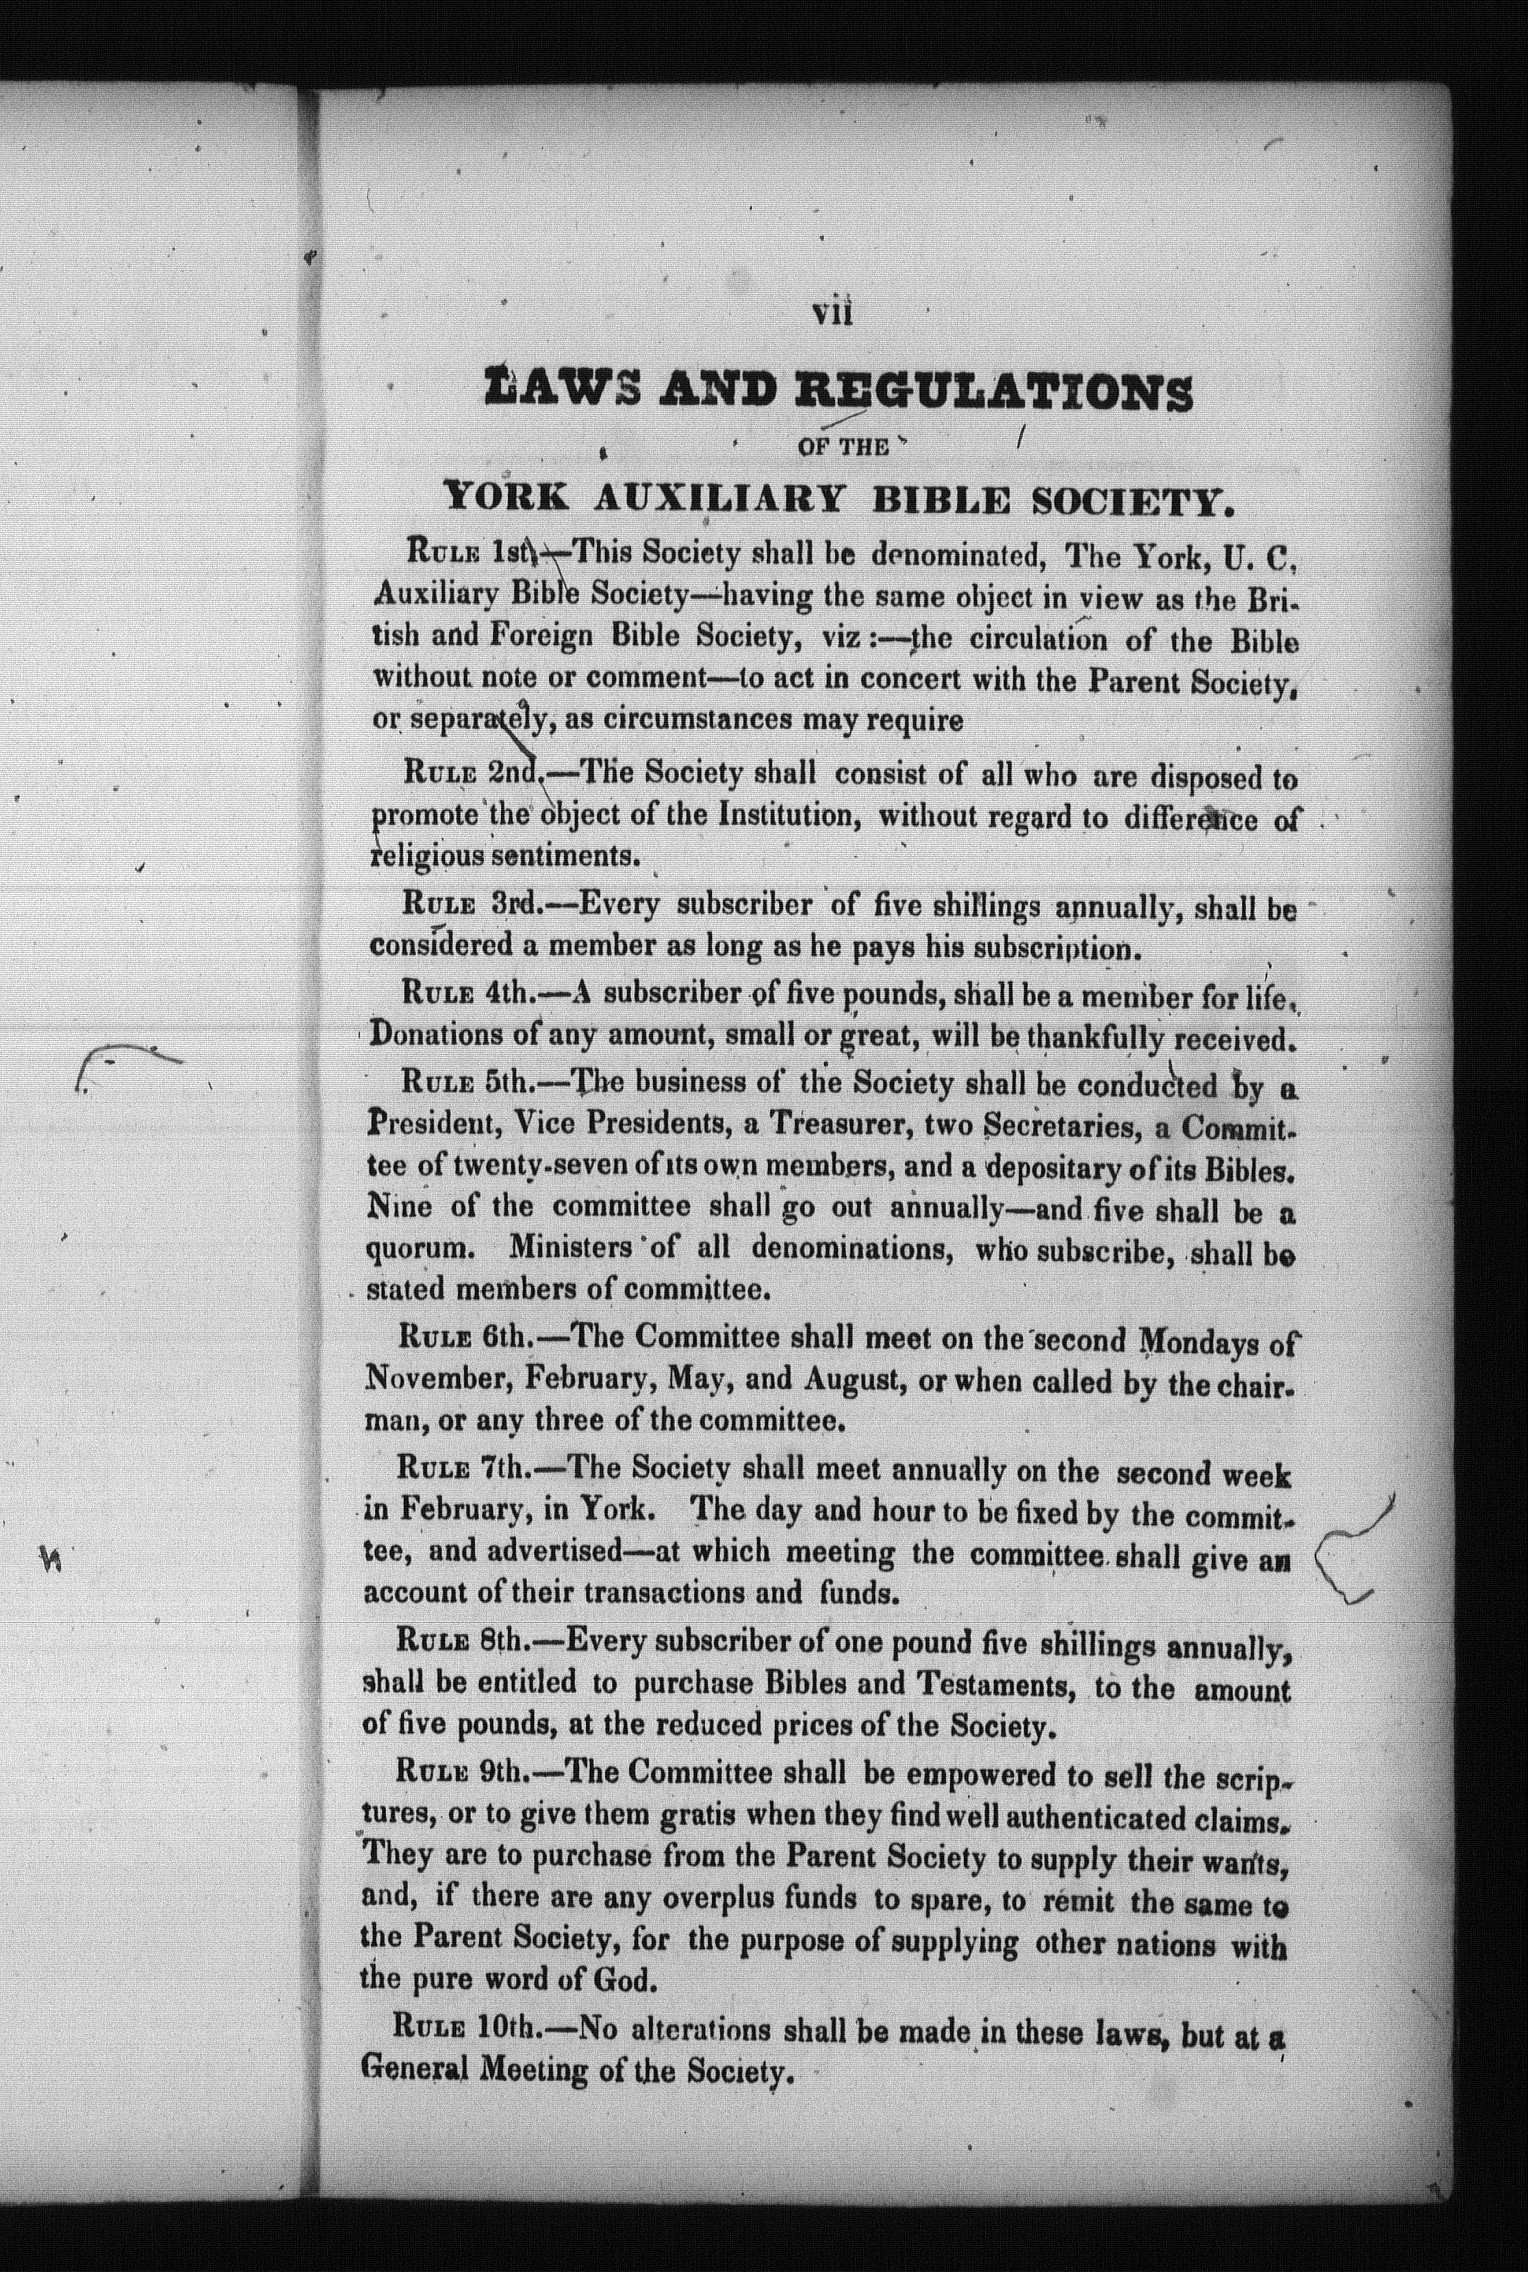 vii
LAWS AND REGULATIONS
OF THE
YORK AUXILIARY BIBLE SOCIETY.
RULE 1st.—This Society shall be denominated, The York, U. C.
Auxiliary Bible Society—having the same object in view as the Bri-
tish and Foreign Bible Society, viz:—the circulation of the Bible
without note or comment—to act in concert with the Parent Society,
or separately, as circumstances may require
RULE 2nd.—The Society shall consist of all who are disposed to
promote the object of the Institution, without regard to difference of
religious sentiments.
RULE 3rd.—Every subscriber of five shillings annually, shall be
considered a member as long as he pays his subscription.
RULE 4th.—A subscriber of five pounds, shall be a member for life.
Donations of any amount, small or great, will be thankfully received.
RULE 5th.—The business of the Society shall be conducted by a
President, Vice Presidents, a Treasurer, two Secretaries, a Commit-
tee of twenty-seven of its own members, and a depositary of its Bibles.
Nine of the committee shall go out annually—and five shall be a
quorum. Ministers of all denominations, who subscribe, shall be
stated members of committee.
RULE 6th.—The Committee shall meet on the second Mondays of
November, February, May, and August, or when called by the chair-
man, or any three of the committee.
RULE 7th.—The Society shall meet annually on the second week
in February, in York. The day and hour to be fixed by the commit-
tee, and advertised—at which meeting the committee shall give an
account of their transactions and funds.
RULE 8th.—Every subscriber of one pound five shillings annually,
shall be entitled to purchase Bibles and Testaments, to the amount
of five pounds, at the reduced prices of the Society.
RULE 9th.—The Committee shall be empowered to sell the scrip-
tures, or to give them gratis when they find well authenticated claims.
They are to purchase from the Parent Society to supply their wants,
and, if there are any overplus funds to spare, to remit the same to
the Parent Society, for the purpose of supplying other nations with
the pure word of God.
RULE 10th.—No alterations shall be made in these laws, but at a
General Meeting of the Society.